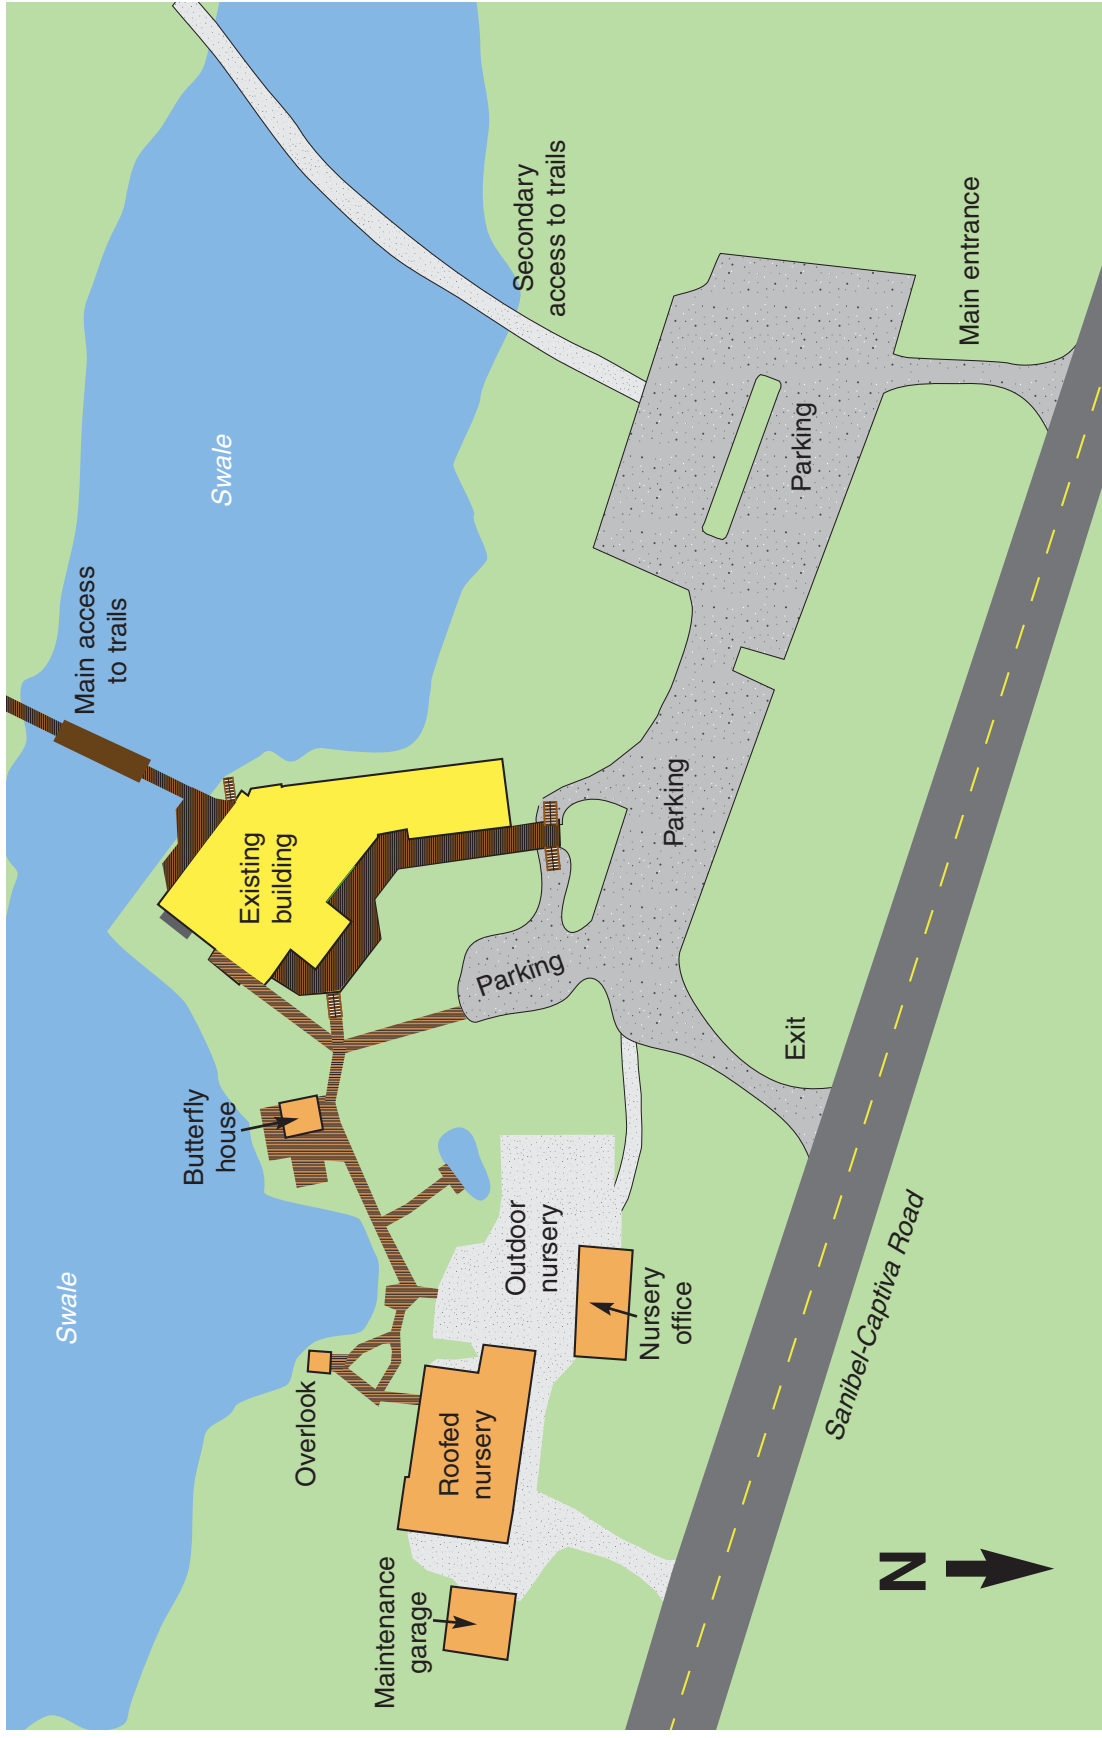 Swale
Main access
to trails
Secondary
access to trails
Main entrance
Swale
Existing
building
Parking
Parking
Parking
Butterfly
house
Exit
Overlook
Outdoor
nursery
Nursery
office
Roofed
nursery
Maintenance
garage
Sanibel-Captiva Road
N